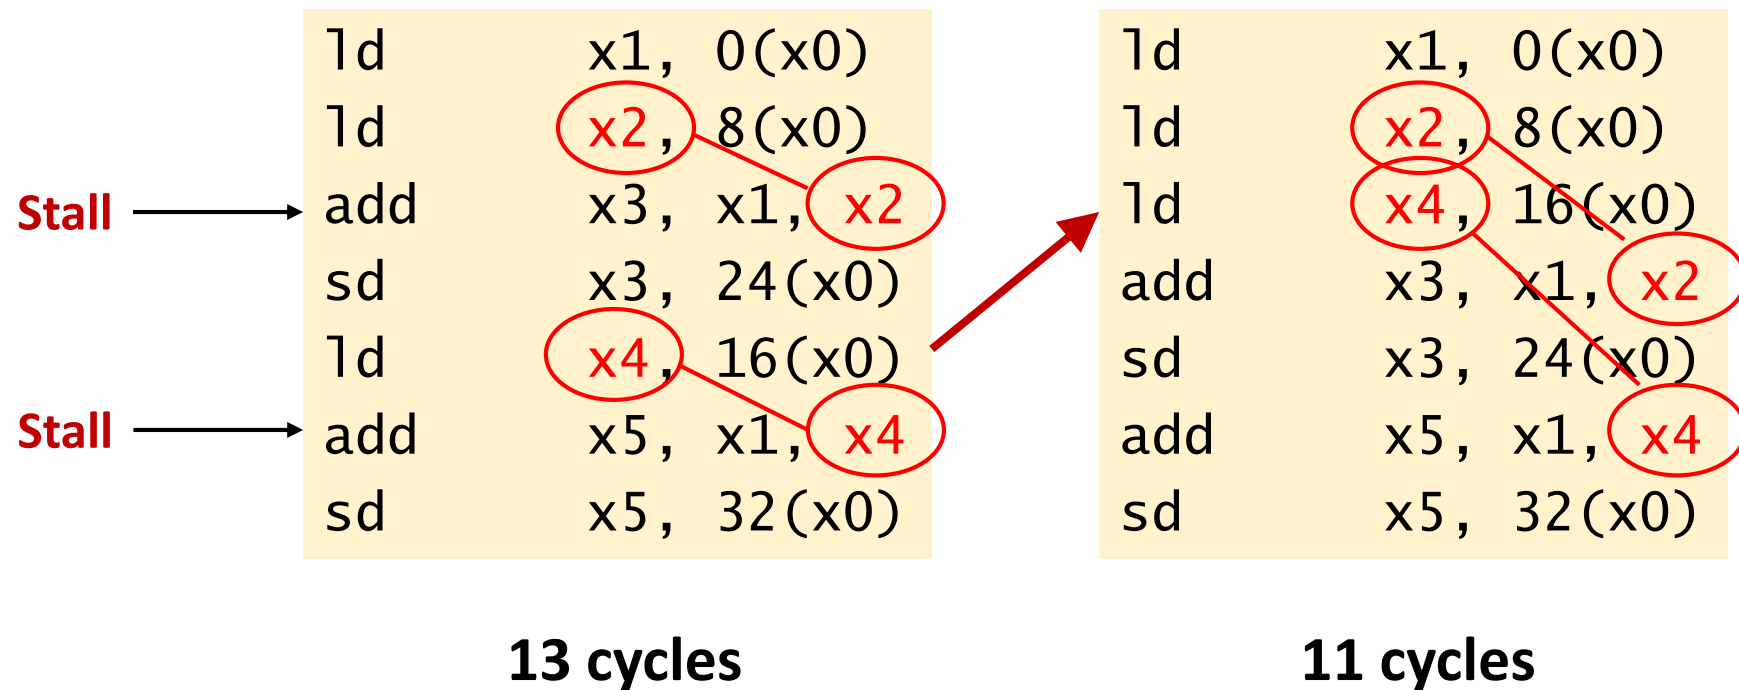 ld x1, 0(x0)
ld x2, 8(x0)
Stall add x3, x1, x2
sd x3, 24(x0)
ld x4, 16(x0)
Stall add x5, x1, x4
sd x5, 32(x0)
13 cycles
ld x1, 0(x0)
ld x2, 8(x0)
ld x4, 16(x0)
add x3, x1, x2
sd x3, 24(x0)
add x5, x1, x4
sd x5, 32(x0)
11 cycles